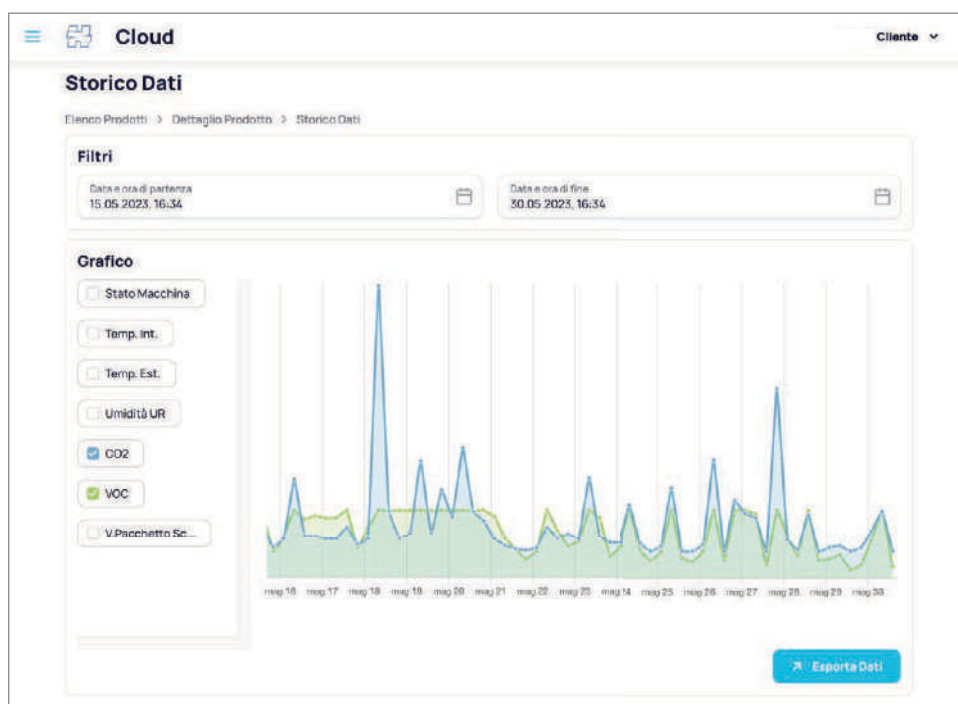 Cloud
Cliente
Storico Dati
Elenco Prodotti > Dettaglio Prodotto > Storico Dati
Filtri
Data e ora di partenza
15.05.2023, 16:34
Data e ora di fine
30.05.2023, 16:34
Grafico
Stato Macchina
Temp. Int.
Temp. Est.
Umidità UR
CO2
VOC
V.Pacchetto Sc...
mag 16 mag 17 mag 18 mag 19 mag 20 mag 21 mag 22 mag 23 mag 14 mag 25 mag 26 mag 27 mag 28 mag 29 mag 30
Esporta Dati